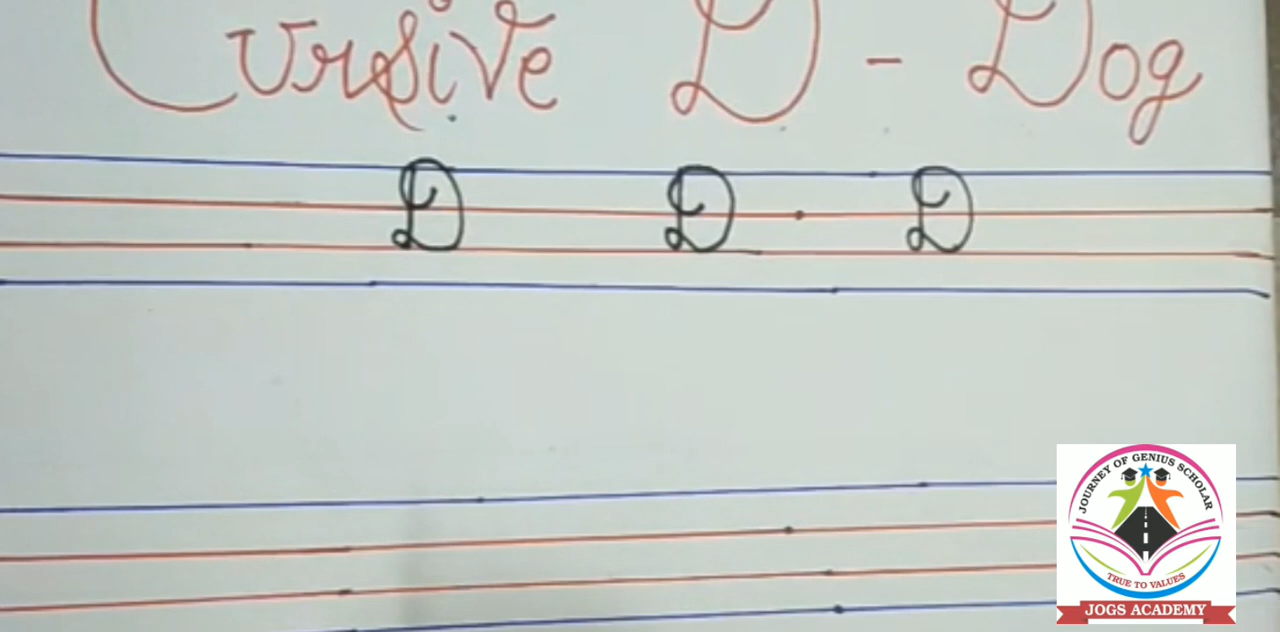 Cursive D - Dog
D D D
JOURNEY OF GENIUS SCHOLAR
TRUE TO VALUES
JOGS ACADEMY